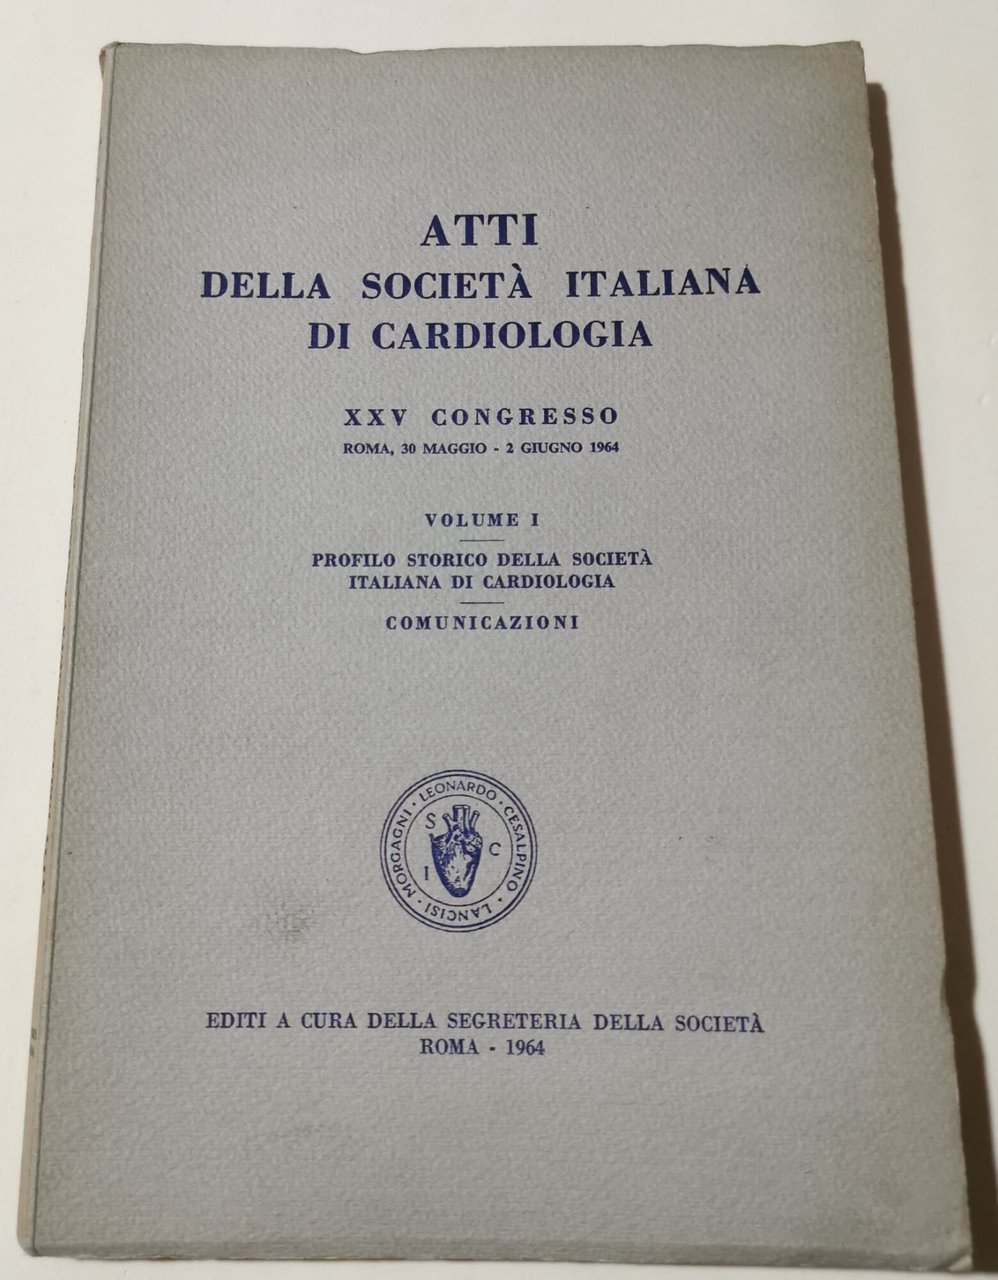 ATTI
DELLA SOCIETÀ ITALIANA
DI CARDIOLOGIA
XXV CONGRESSO
ROMA, 30 MAGGIO - 2 GIUGNO 1964
VOLUME I
PROFILO STORICO DELLA SOCIETÀ
ITALIANA DI CARDIOLOGIA
COMUNICAZIONI
MORGAGNI · LEONARDO · CESALPINO · LANCISI ·
S
I C
EDITI A CURA DELLA SEGRETERIA DELLA SOCIETÀ
ROMA - 1964